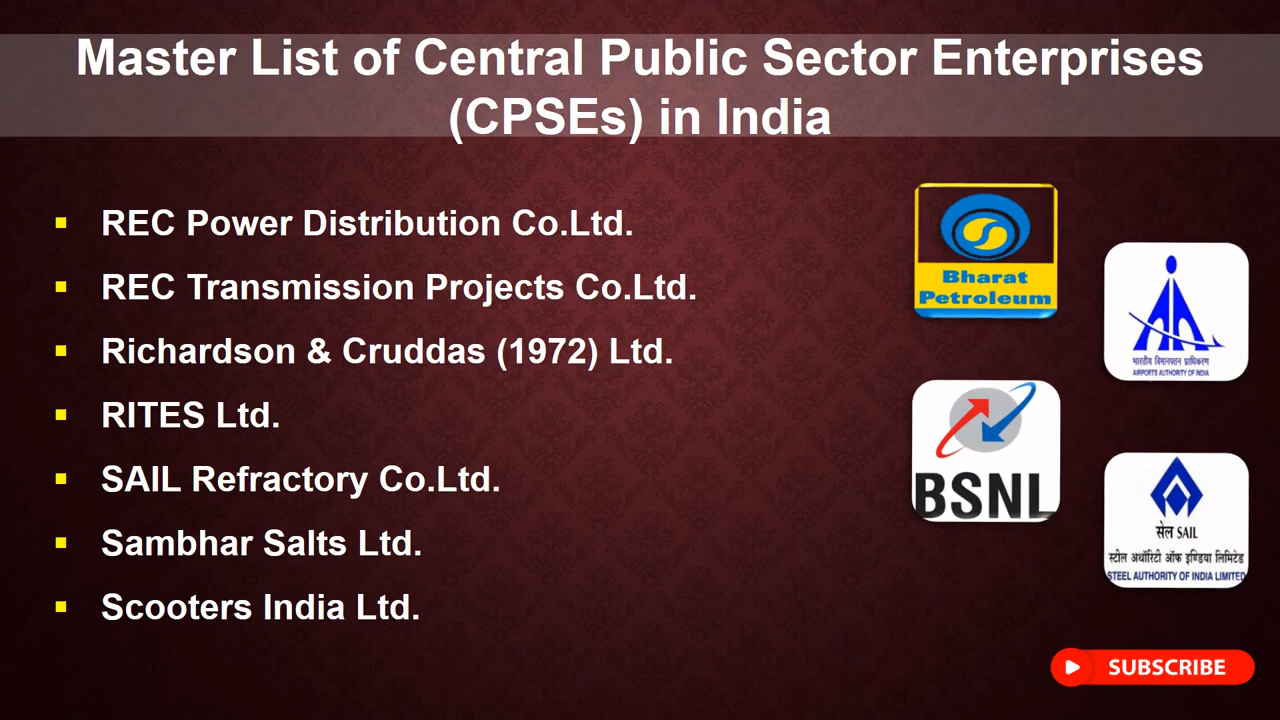 Master List of Central Public Sector Enterprises
(CPSEs) in India
REC Power Distribution Co.Ltd.
REC Transmission Projects Co.Ltd.
Richardson & Cruddas (1972) Ltd.
RITES Ltd.
SAIL Refractory Co.Ltd.
Sambhar Salts Ltd.
Scooters India Ltd.
Bharat
Petroleum
भारतीय विमानपत्तन प्राधिकरण
AIRPORTS AUTHORITY OF INDIA
BSNL
सेल SAIL
स्टील अथॉरिटी ऑफ इण्डिया लिमिटेड
STEEL AUTHORITY OF INDIA LIMITED
SUBSCRIBE